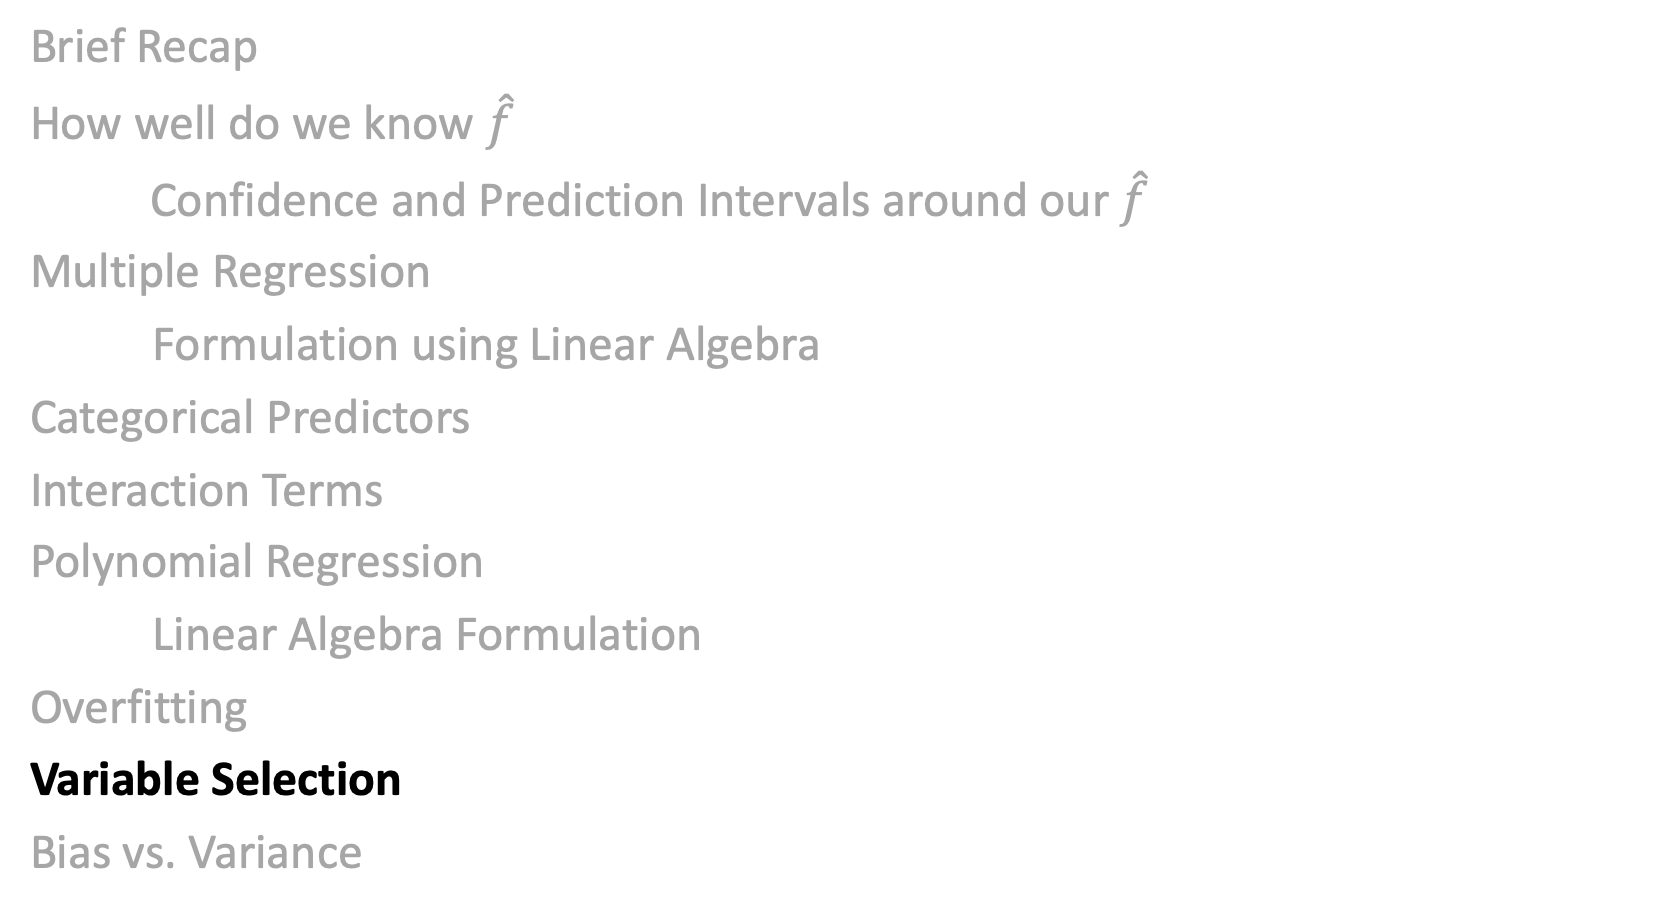 Brief Recap
How well do we know f̂
Confidence and Prediction Intervals around our f̂
Multiple Regression
Formulation using Linear Algebra
Categorical Predictors
Interaction Terms
Polynomial Regression
Linear Algebra Formulation
Overfitting
Variable Selection
Bias vs. Variance